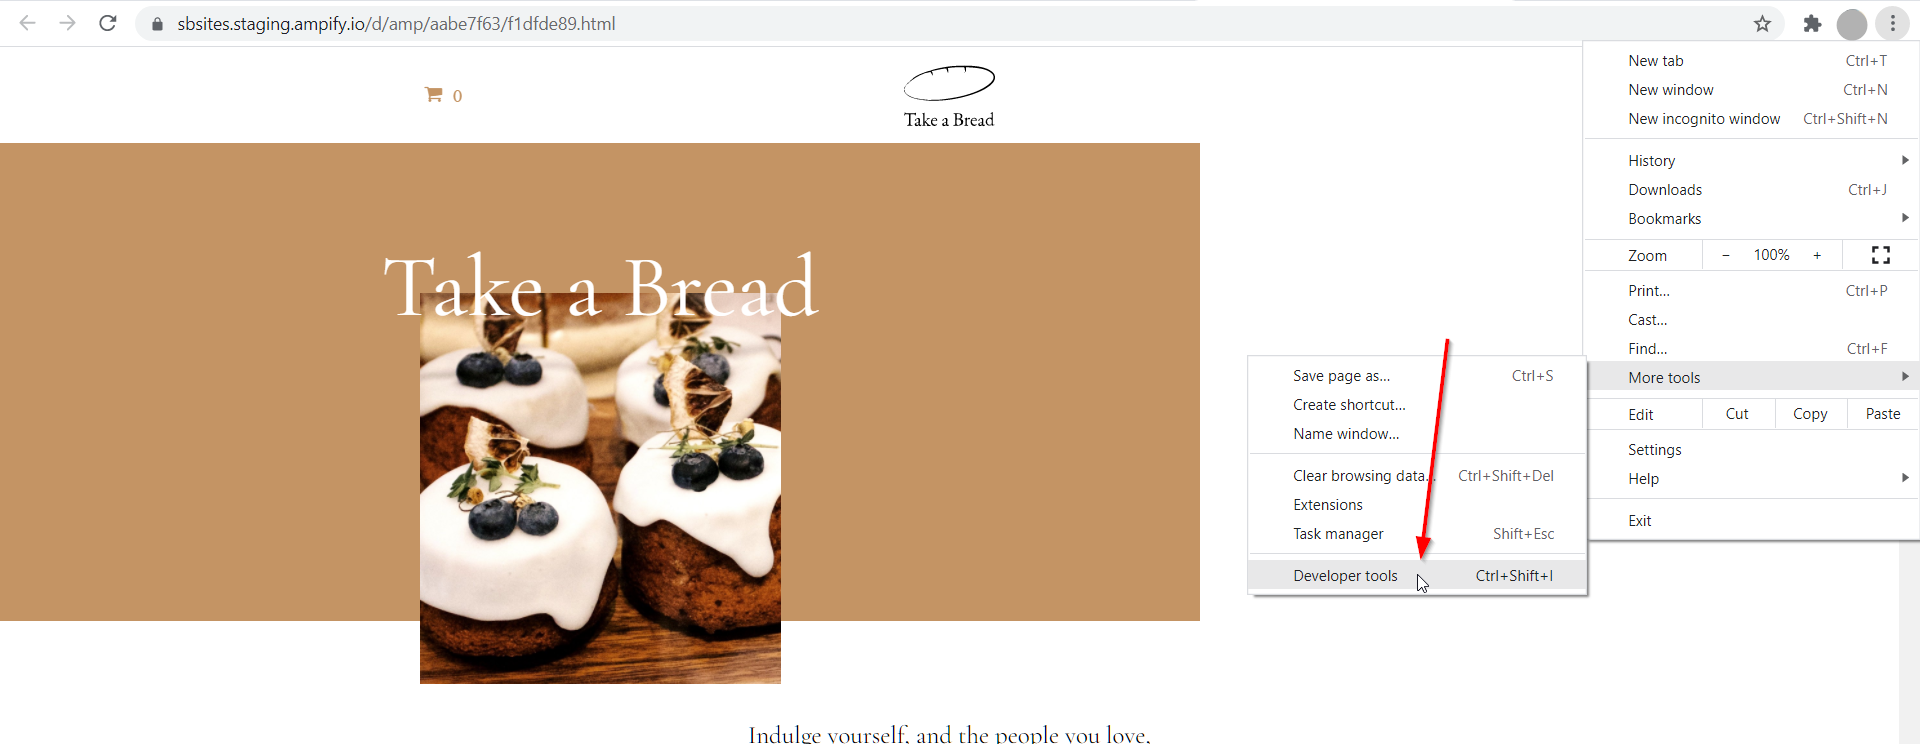 sbsites.staging.ampify.io/d/amp/aabe7f63/f1dfde89.html
0
Take a Bread
Take a Bread
Indulge yourself, and the people you love,
New tab Ctrl+T
New window Ctrl+N
New incognito window Ctrl+Shift+N
History
Downloads Ctrl+J
Bookmarks
Zoom - 100% +
Print... Ctrl+P
Cast...
Find... Ctrl+F
More tools
Edit Cut Copy Paste
Settings
Help
Exit
Save page as... Ctrl+S
Create shortcut...
Name window...
Clear browsing data... Ctrl+Shift+Del
Extensions
Task manager Shift+Esc
Developer tools Ctrl+Shift+I